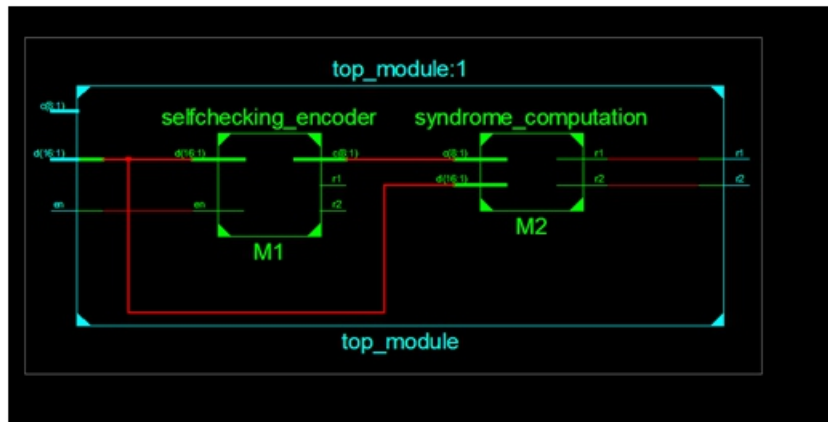 top_module:1
c(8:1)
selfchecking_encoder syndrome_computation
d(16:1) d(16:1) c(8:1) c(8:1) r1 r1
r1 d(16:1) r2 r2
en en r2
M1 M2
top_module